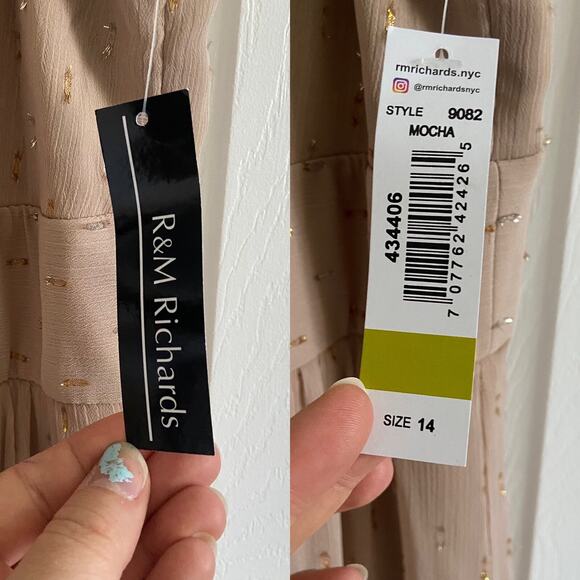 R&M Richards
rmrichards.nyc
@rmrichardsnyc
STYLE 9082
MOCHA
434406
7 07762 42426 5
SIZE 14